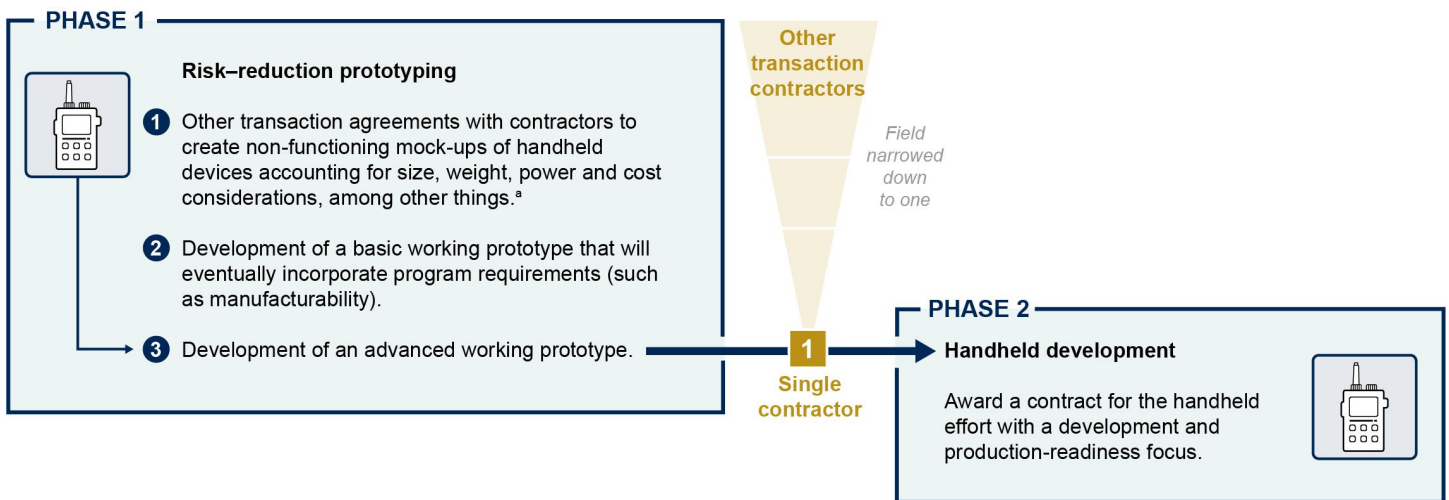 PHASE 1
Risk–reduction prototyping
1 Other transaction agreements with contractors to
create non-functioning mock-ups of handheld
devices accounting for size, weight, power and cost
considerations, among other things.ᵃ
2 Development of a basic working prototype that will
eventually incorporate program requirements (such
as manufacturability).
3 Development of an advanced working prototype.
Other
transaction
contractors
Field
narrowed
down
to one
1
Single
contractor
PHASE 2
Handheld development
Award a contract for the handheld
effort with a development and
production-readiness focus.